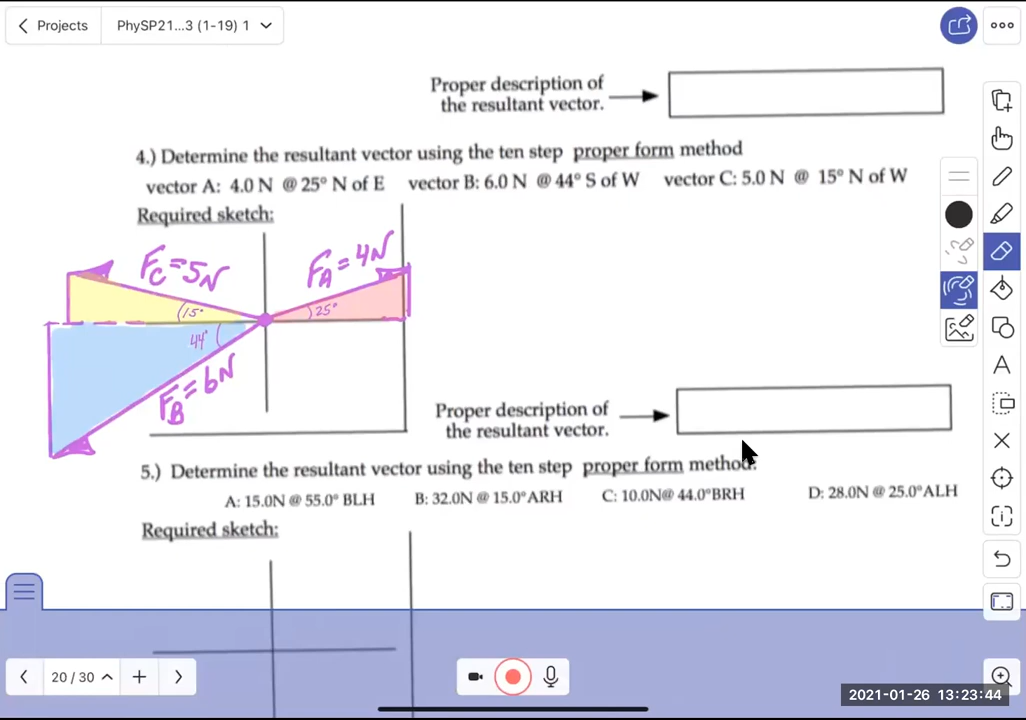 Projects
PhySP21...3 (1-19) 1
Proper description of
the resultant vector.
4.) Determine the resultant vector using the ten step proper form method
vector A: 4.0 N @ 25° N of E vector B: 6.0 N @ 44° S of W vector C: 5.0 N @ 15° N of W
Required sketch:
FC=5N
FA=4N
15°
25°
44°
FB=6N
Proper description of
the resultant vector.
5.) Determine the resultant vector using the ten step proper form method:
A: 15.0N @ 55.0° BLH B: 32.0N @ 15.0°ARH C: 10.0N@ 44.0°BRH D: 28.0N @ 25.0°ALH
Required sketch:
20 / 30
2021-01-26 13:23:44